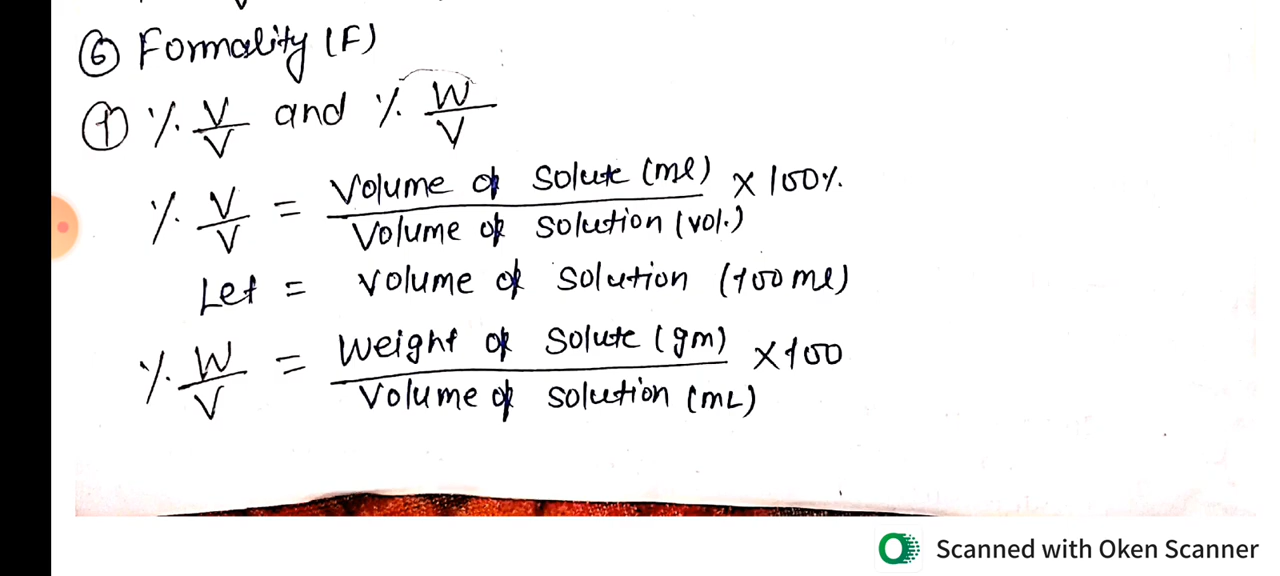 ⑥ Formality (F)
⑦ % V/V and % W/V
% V/V = Volume of Solute (ml) / Volume of Solution (vol.) × 100%.
Let = Volume of Solution (100 ml)
% W/V = Weight of Solute (gm) / Volume of Solution (mL) × 100
Scanned with Oken Scanner